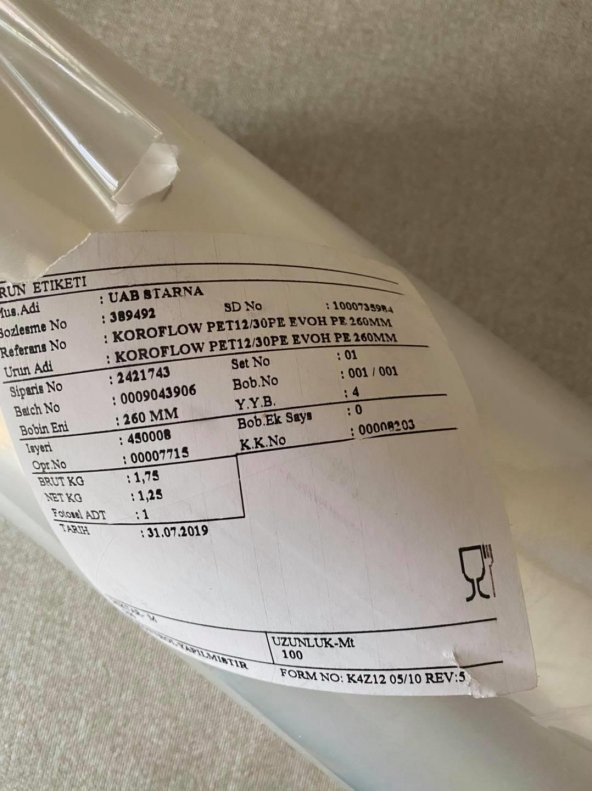 RUN ETIKETI
Mus.Adi : UAB STARNA
Sozlesme No : 389492 SD No : 1000735984
Referans No : KOROFLOW PET12/30PE EVOH PE 260MM
Urun Adi : KOROFLOW PET12/30PE EVOH PE 260MM
Siparis No : 2421743 Set No : 01
Batch No : 0009043906 Bob.No : 001 / 001
Bobin Eni : 260 MM Y.Y.B. : 4
Isyeri : 450008 Bob.Ek Says : 0
Opr.No : 00007715 K.K.No : 00008203
BRUT KG : 1,75
NET KG : 1,25
Fotosel ADT : 1
TARIH : 31.07.2019
M
YAPILMISTIR
UZUNLUK-Mt
100
FORM NO: K4Z12 05/10 REV:5